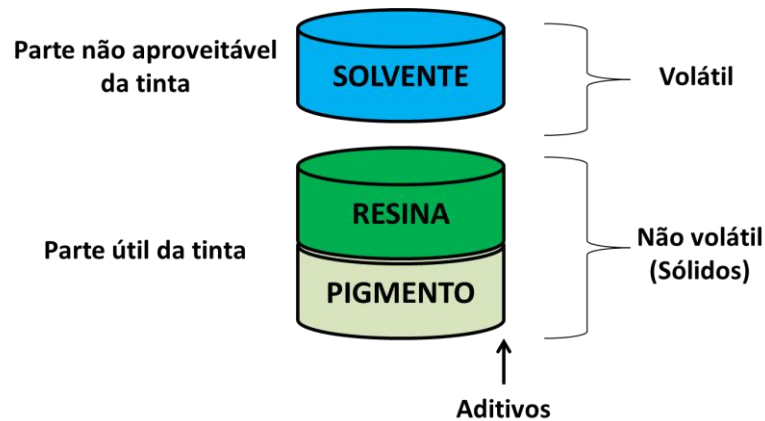 Parte não aproveitável
da tinta
SOLVENTE
Volátil
Parte útil da tinta
RESINA
PIGMENTO
Não volátil
(Sólidos)
Aditivos